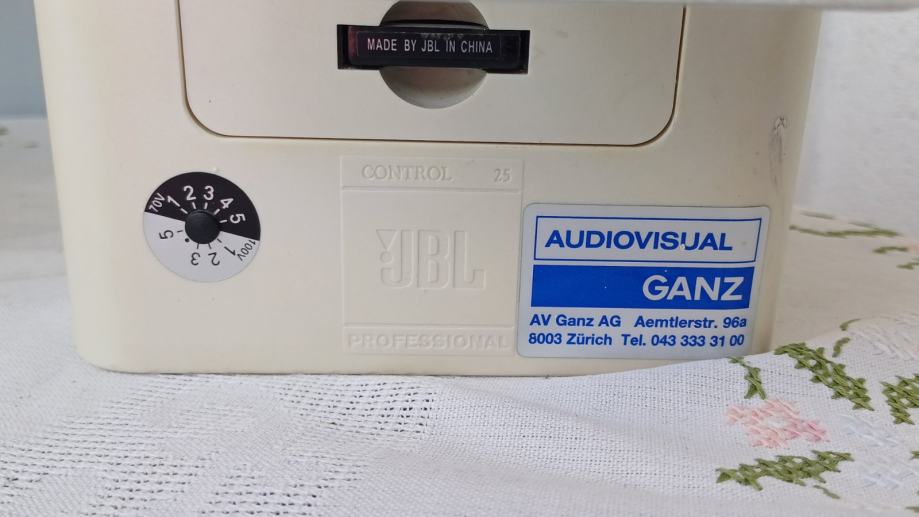 MADE BY JBL IN CHINA
CONTROL 25
JBL
PROFESSIONAL
70V 1 2 3 4 5
100V 1 2 3 5
AUDIOVISUAL
GANZ
AV Ganz AG Aemtlerstr. 96a
8003 Zürich Tel. 043 333 31 00